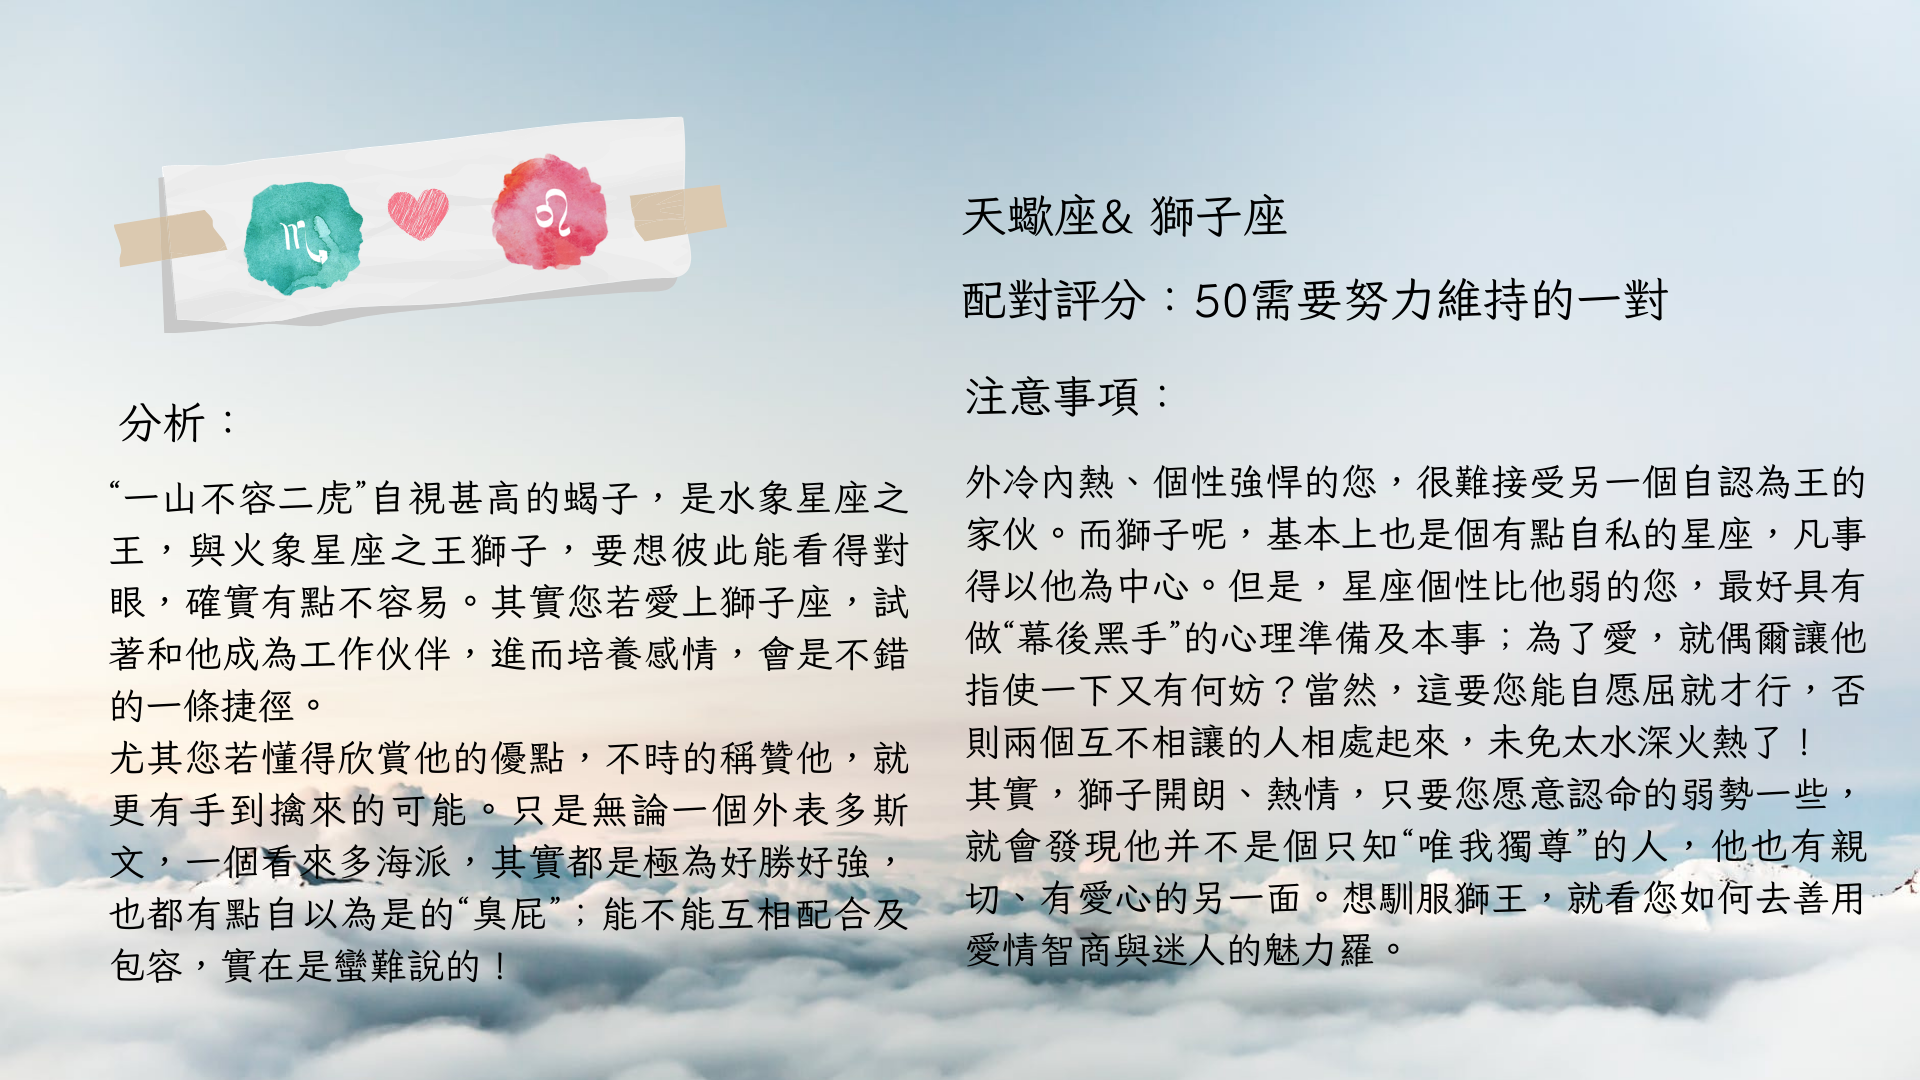 分析：
“一山不容二虎”自視甚高的蝎子，是水象星座之
王，與火象星座之王獅子，要想彼此能看得對
眼，確實有點不容易。其實您若愛上獅子座，試
著和他成為工作伙伴，進而培養感情，會是不錯
的一條捷徑。
尤其您若懂得欣賞他的優點，不時的稱贊他，就
更有手到擒來的可能。只是無論一個外表多斯
文，一個看來多海派，其實都是極為好勝好強，
也都有點自以為是的“臭屁”；能不能互相配合及
包容，實在是蠻難說的！
天蠍座& 獅子座
配對評分：50需要努力維持的一對
注意事項：
外冷內熱、個性強悍的您，很難接受另一個自認為王的
家伙。而獅子呢，基本上也是個有點自私的星座，凡事
得以他為中心。但是，星座個性比他弱的您，最好具有
做“幕後黑手”的心理準備及本事；為了愛，就偶爾讓他
指使一下又有何妨？當然，這要您能自愿屈就才行，否
則兩個互不相讓的人相處起來，未免太水深火熱了！
其實，獅子開朗、熱情，只要您愿意認命的弱勢一些，
就會發現他并不是個只知“唯我獨尊”的人，他也有親
切、有愛心的另一面。想馴服獅王，就看您如何去善用
愛情智商與迷人的魅力羅。